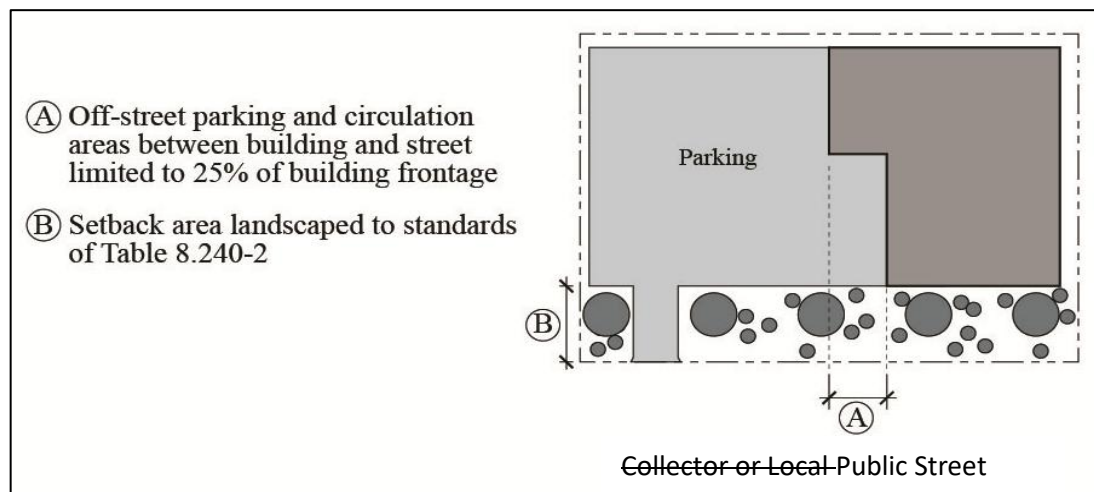 Ⓐ Off-street parking and circulation
areas between building and street
limited to 25% of building frontage
Ⓑ Setback area landscaped to standards
of Table 8.240-2
Parking
Ⓑ
Ⓐ
Collector or Local Public Street